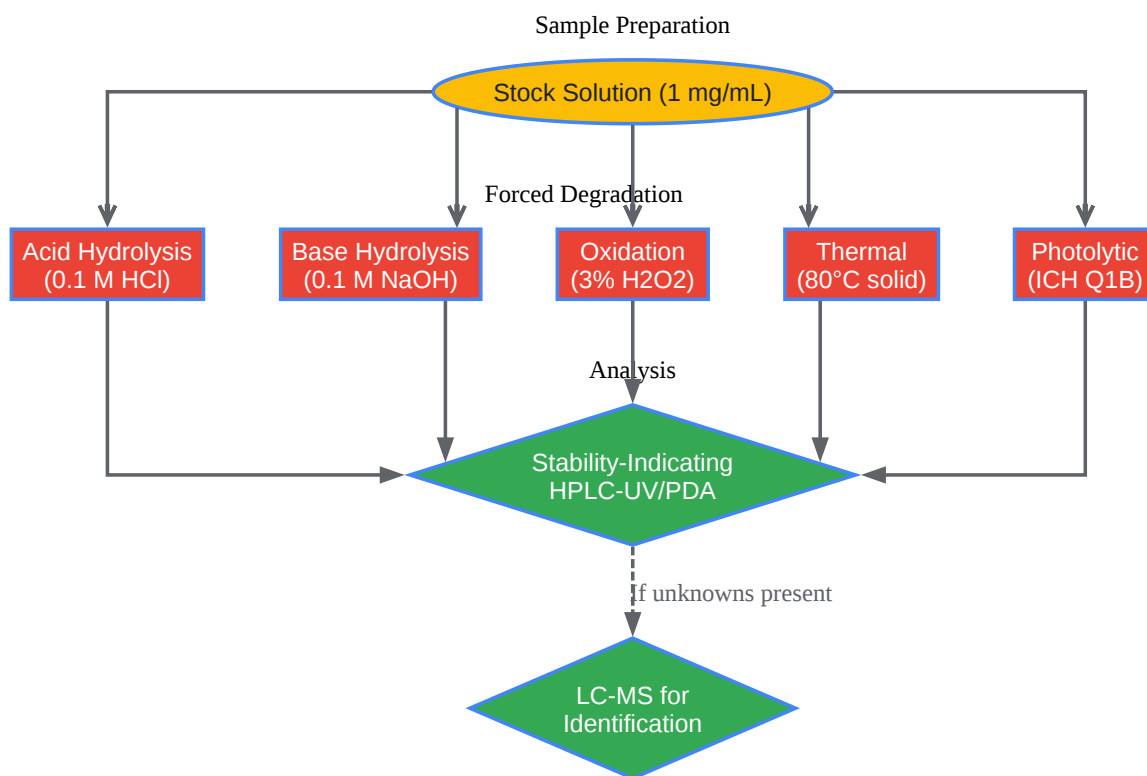 Sample Preparation
Stock Solution (1 mg/mL)
Forced Degradation
Acid Hydrolysis
(0.1 M HCl)
Base Hydrolysis
(0.1 M NaOH)
Oxidation
(3% H2O2)
Thermal
(80°C solid)
Photolytic
(ICH Q1B)
Analysis
Stability-Indicating
HPLC-UV/PDA
If unknowns present
LC-MS for
Identification